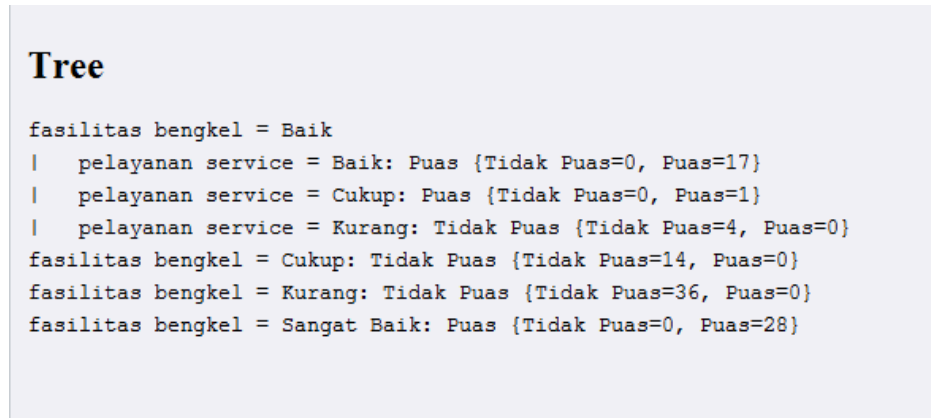 Tree
fasilitas bengkel = Baik
|   pelayanan service = Baik: Puas {Tidak Puas=0, Puas=17}
|   pelayanan service = Cukup: Puas {Tidak Puas=0, Puas=1}
|   pelayanan service = Kurang: Tidak Puas {Tidak Puas=4, Puas=0}
fasilitas bengkel = Cukup: Tidak Puas {Tidak Puas=14, Puas=0}
fasilitas bengkel = Kurang: Tidak Puas {Tidak Puas=36, Puas=0}
fasilitas bengkel = Sangat Baik: Puas {Tidak Puas=0, Puas=28}